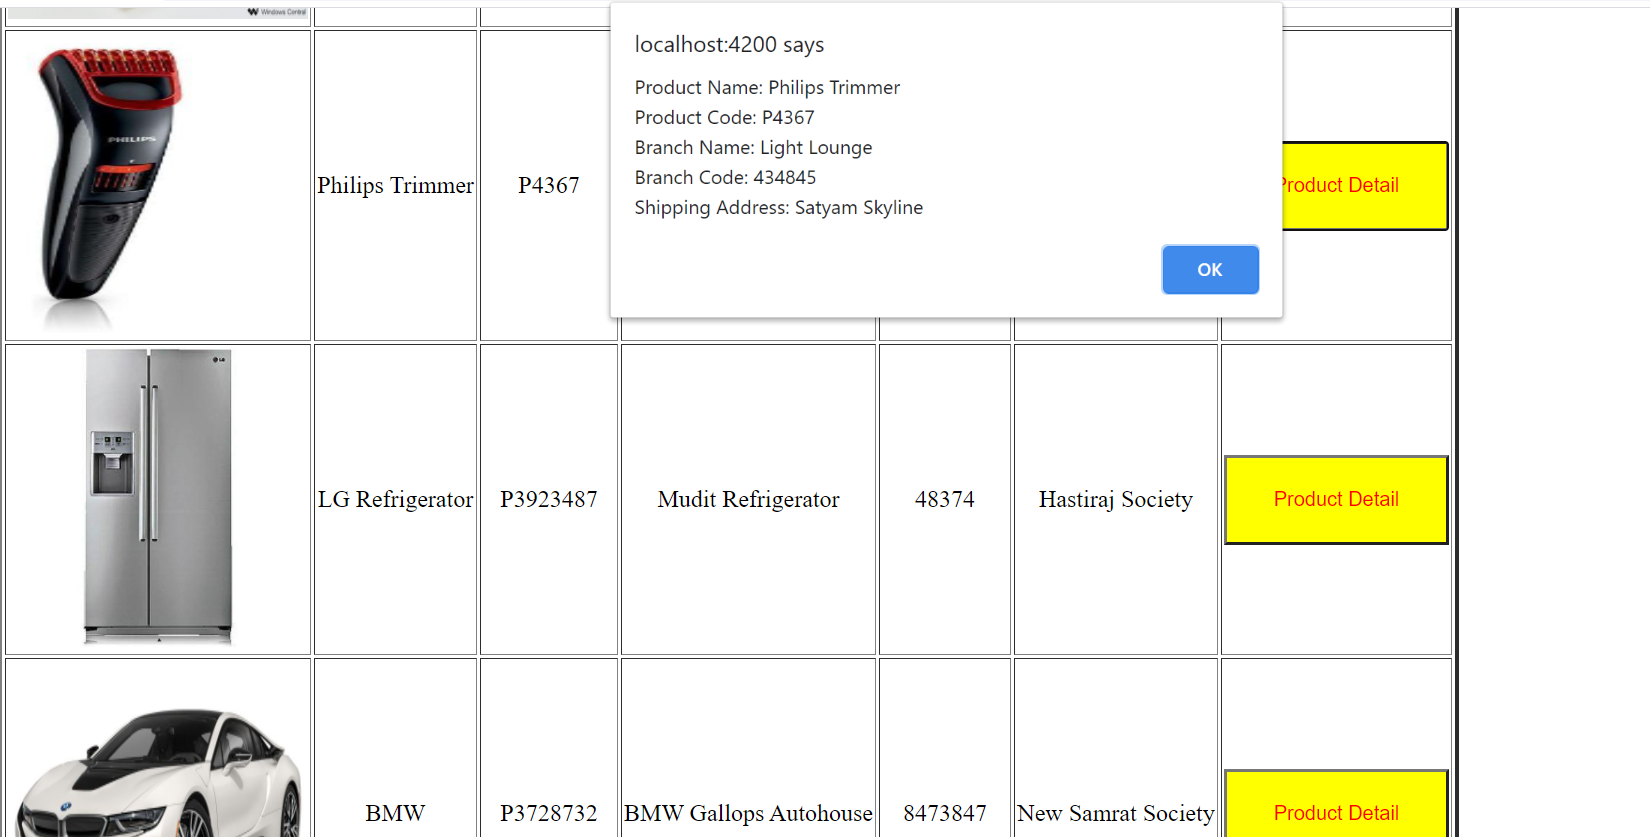 Windows Central
localhost:4200 says
Product Name: Philips Trimmer
Product Code: P4367
Branch Name: Light Lounge
Branch Code: 434845
Shipping Address: Satyam Skyline
OK
PHILIPS
Philips Trimmer
P4367
Product Detail
LG
LG Refrigerator
P3923487
Mudit Refrigerator
48374
Hastiraj Society
Product Detail
BMW
P3728732
BMW Gallops Autohouse
8473847
New Samrat Society
Product Detail